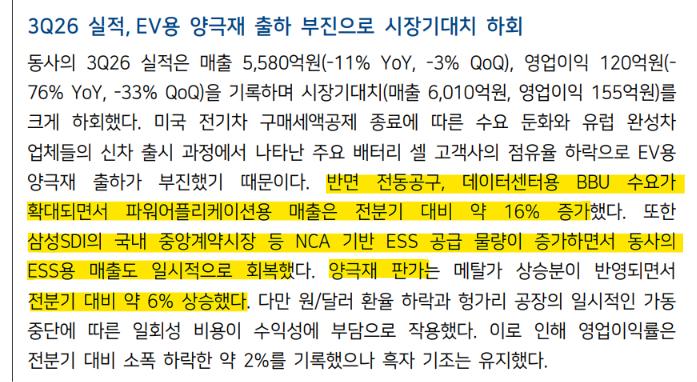 3Q26 실적, EV용 양극재 출하 부진으로 시장기대치 하회
동사의 3Q26 실적은 매출 5,580억원(-11% YoY, -3% QoQ), 영업이익 120억원(-
76% YoY, -33% QoQ)을 기록하며 시장기대치(매출 6,010억원, 영업이익 155억원)를
크게 하회했다. 미국 전기차 구매세액공제 종료에 따른 수요 둔화와 유럽 완성차
업체들의 신차 출시 과정에서 나타난 주요 배터리 셀 고객사의 점유율 하락으로 EV용
양극재 출하가 부진했기 때문이다. 반면 전동공구, 데이터센터용 BBU 수요가
확대되면서 파워어플리케이션용 매출은 전분기 대비 약 16% 증가했다. 또한
삼성SDI의 국내 중앙계약시장 등 NCA 기반 ESS 공급 물량이 증가하면서 동사의
ESS용 매출도 일시적으로 회복했다. 양극재 판가는 메탈가 상승분이 반영되면서
전분기 대비 약 6% 상승했다. 다만 원/달러 환율 하락과 헝가리 공장의 일시적인 가동
중단에 따른 일회성 비용이 수익성에 부담으로 작용했다. 이로 인해 영업이익률은
전분기 대비 소폭 하락한 약 2%를 기록했으나 흑자 기조는 유지했다.